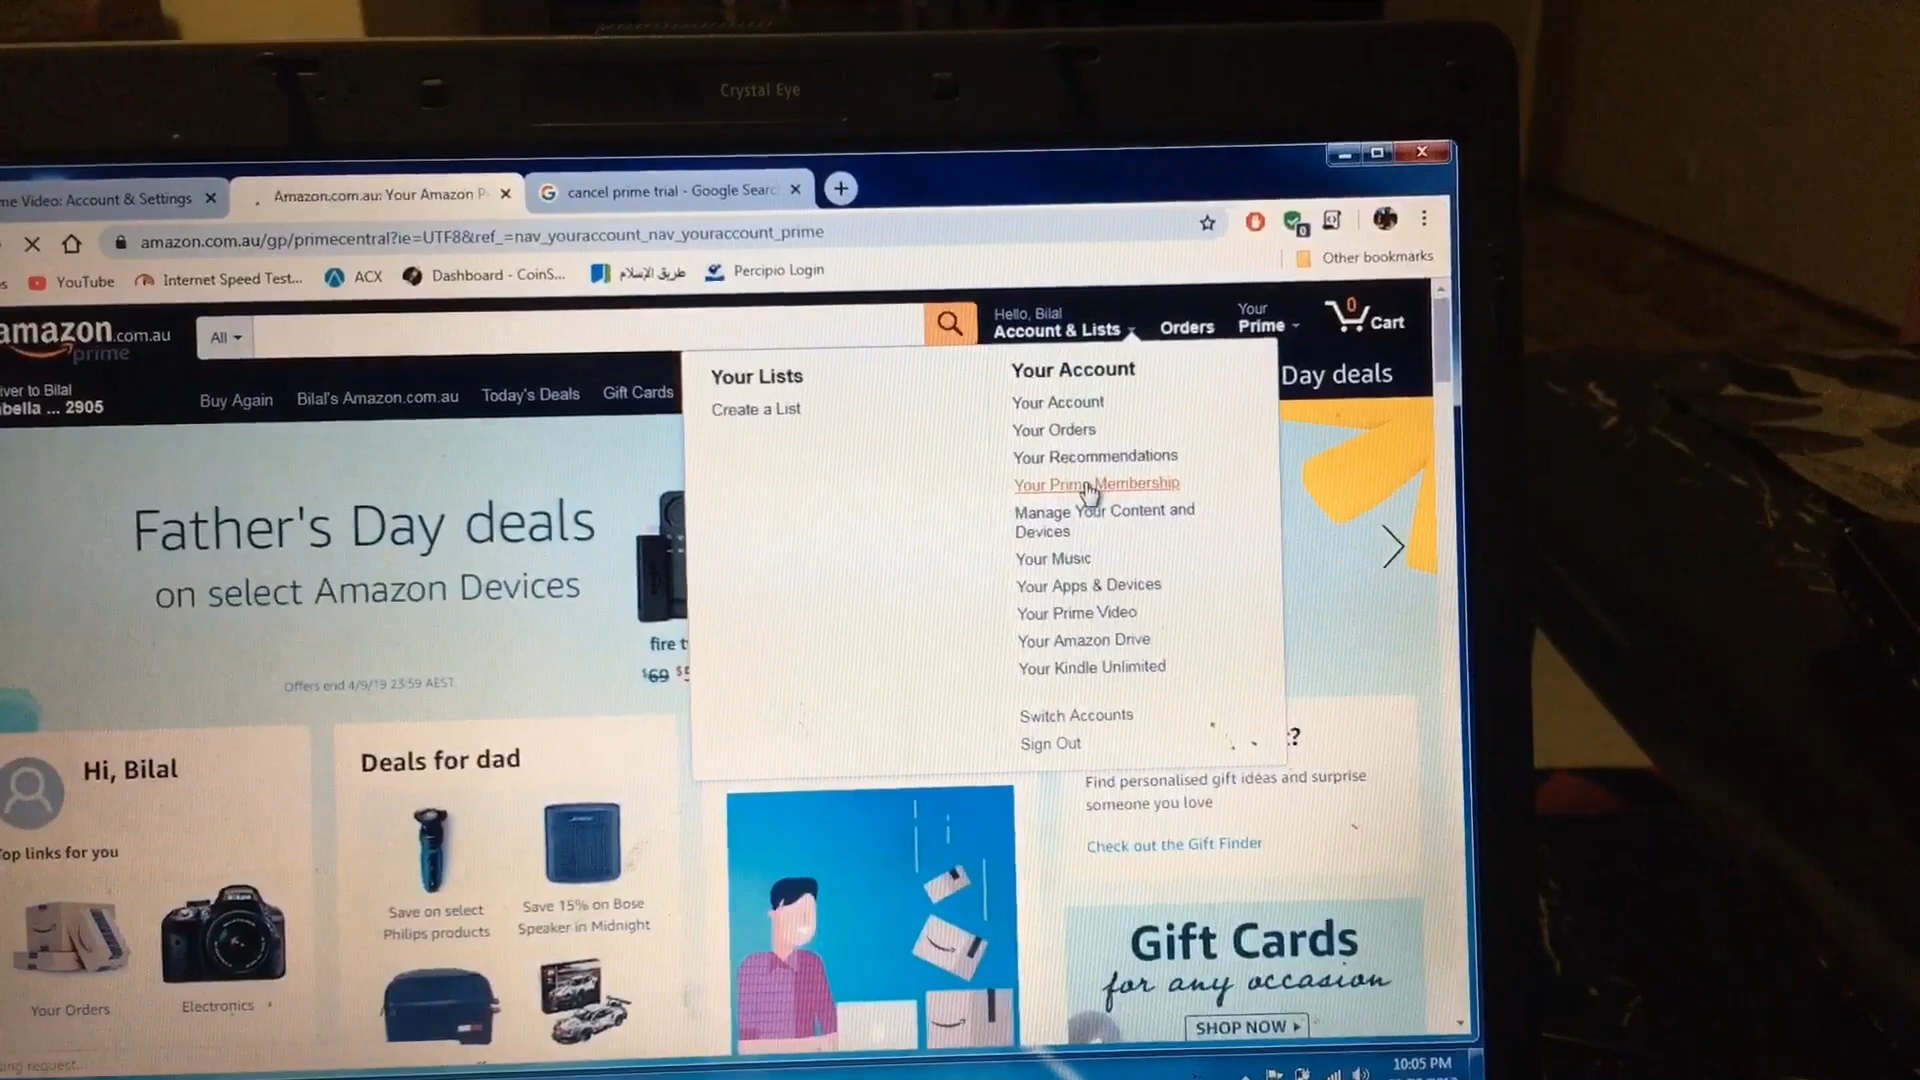 Crystal Eye
me Video: Account & Settings
Amazon.com.au: Your Amazon P
cancel prime trial - Google Searc
amazon.com.au/gp/primecentral?ie=UTF8&ref_=nav_youraccount_nav_youraccount_prime
YouTube
Internet Speed Test...
ACX
Dashboard - CoinS...
طريق الإسلام
Percipio Login
Other bookmarks
amazon.com.au
prime
All
Hello, Bilal
Account & Lists
Orders
Your
Prime
0
Cart
iver to Bilal
bella ... 2905
Buy Again
Bilal's Amazon.com.au
Today's Deals
Gift Cards
Day deals
Your Lists
Create a List
Your Account
Your Account
Your Orders
Your Recommendations
Your Prime Membership
Manage Your Content and
Devices
Your Music
Your Apps & Devices
Your Prime Video
Your Amazon Drive
Your Kindle Unlimited
Switch Accounts
Sign Out
Father's Day deals
on select Amazon Devices
Offers end 4/9/19 23:59 AEST.
fire t
$69 $5
Hi, Bilal
op links for you
Your Orders
Electronics
Deals for dad
Save on select
Philips products
Save 15% on Bose
Speaker in Midnight
?
Find personalised gift ideas and surprise
someone you love
Check out the Gift Finder
Gift Cards
for any occasion
SHOP NOW
ing request...
10:05 PM